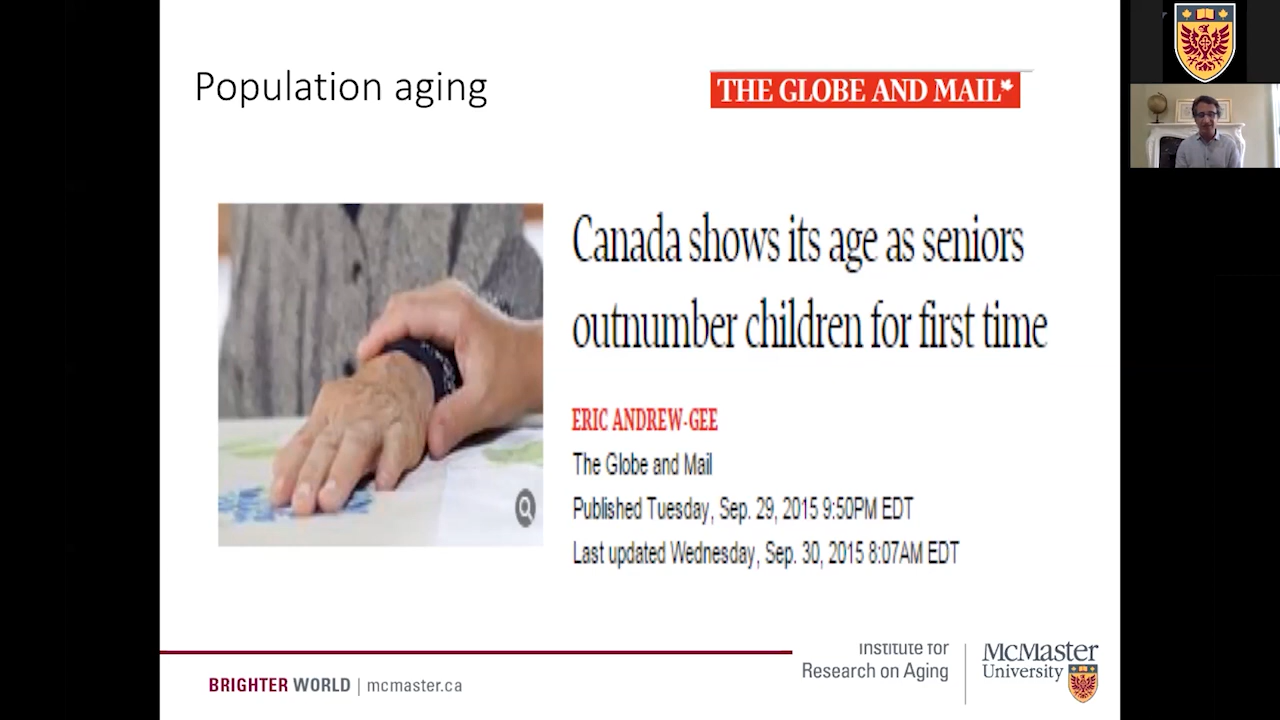 Population aging
THE GLOBE AND MAIL
Canada shows its age as seniors
outnumber children for first time
ERIC ANDREW-GEE
The Globe and Mail
Published Tuesday, Sep. 29, 2015 9:50PM EDT
Last updated Wednesday, Sep. 30, 2015 8:07AM EDT
Institute for
Research on Aging
McMaster
University
BRIGHTER WORLD | mcmaster.ca